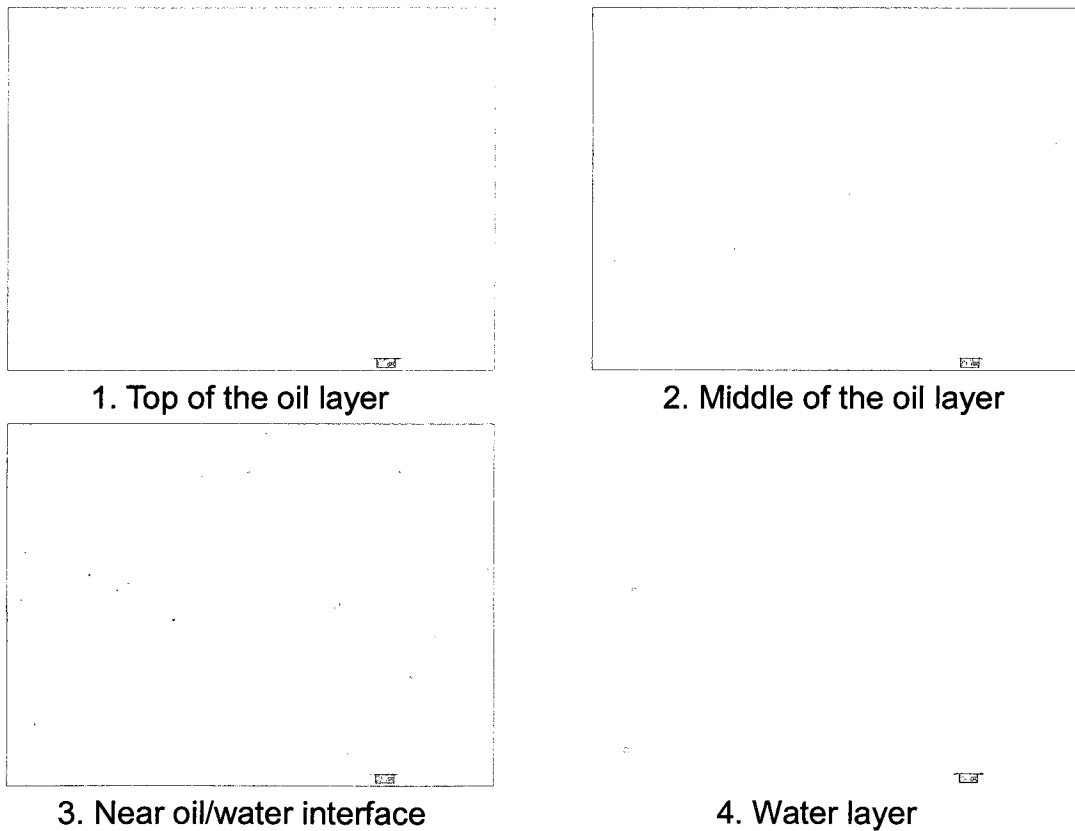 1. Top of the oil layer
2. Middle of the oil layer
3. Near oil/water interface
4. Water layer